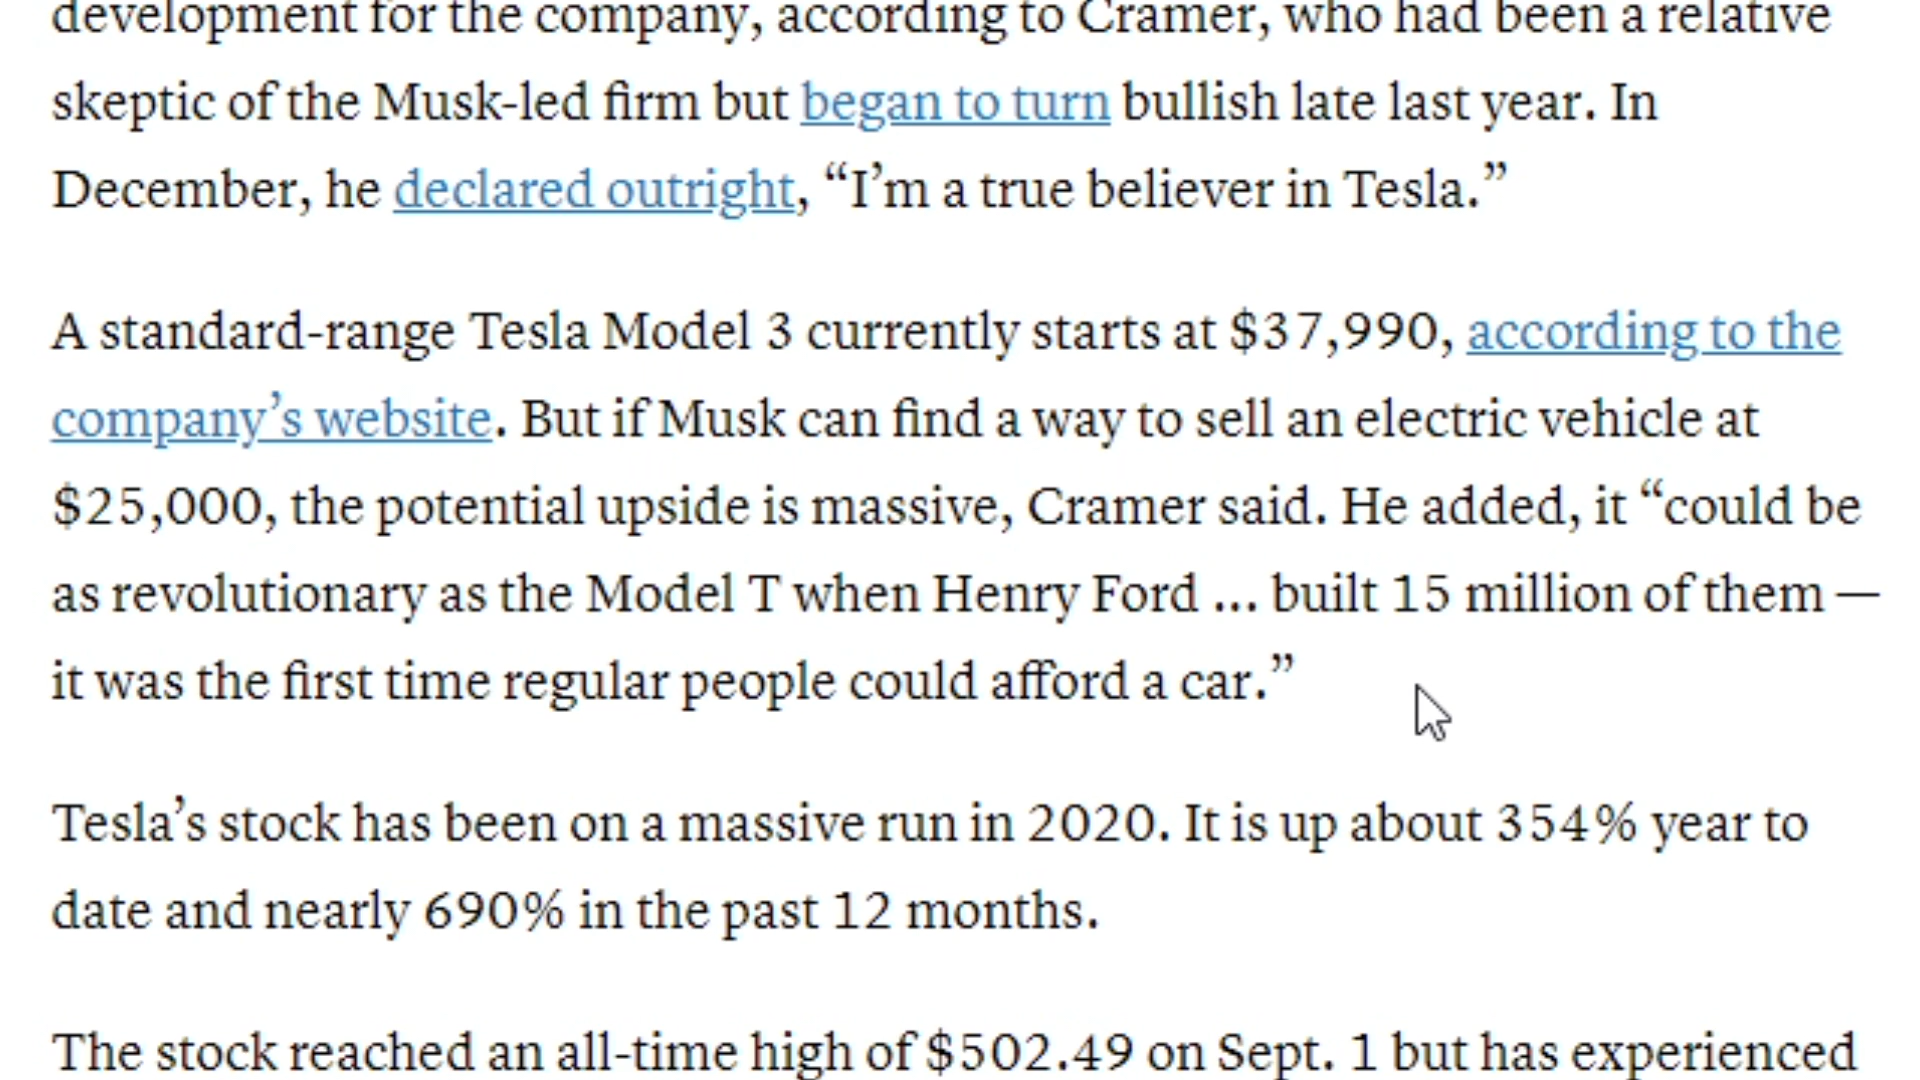 development for the company, according to Cramer, who had been a relative
skeptic of the Musk-led firm but began to turn bullish late last year. In
December, he declared outright, “I’m a true believer in Tesla.”
A standard-range Tesla Model 3 currently starts at $37,990, according to the
company’s website. But if Musk can find a way to sell an electric vehicle at
$25,000, the potential upside is massive, Cramer said. He added, it “could be
as revolutionary as the Model T when Henry Ford ... built 15 million of them —
it was the first time regular people could afford a car.”
Tesla’s stock has been on a massive run in 2020. It is up about 354% year to
date and nearly 690% in the past 12 months.
The stock reached an all-time high of $502.49 on Sept. 1 but has experienced